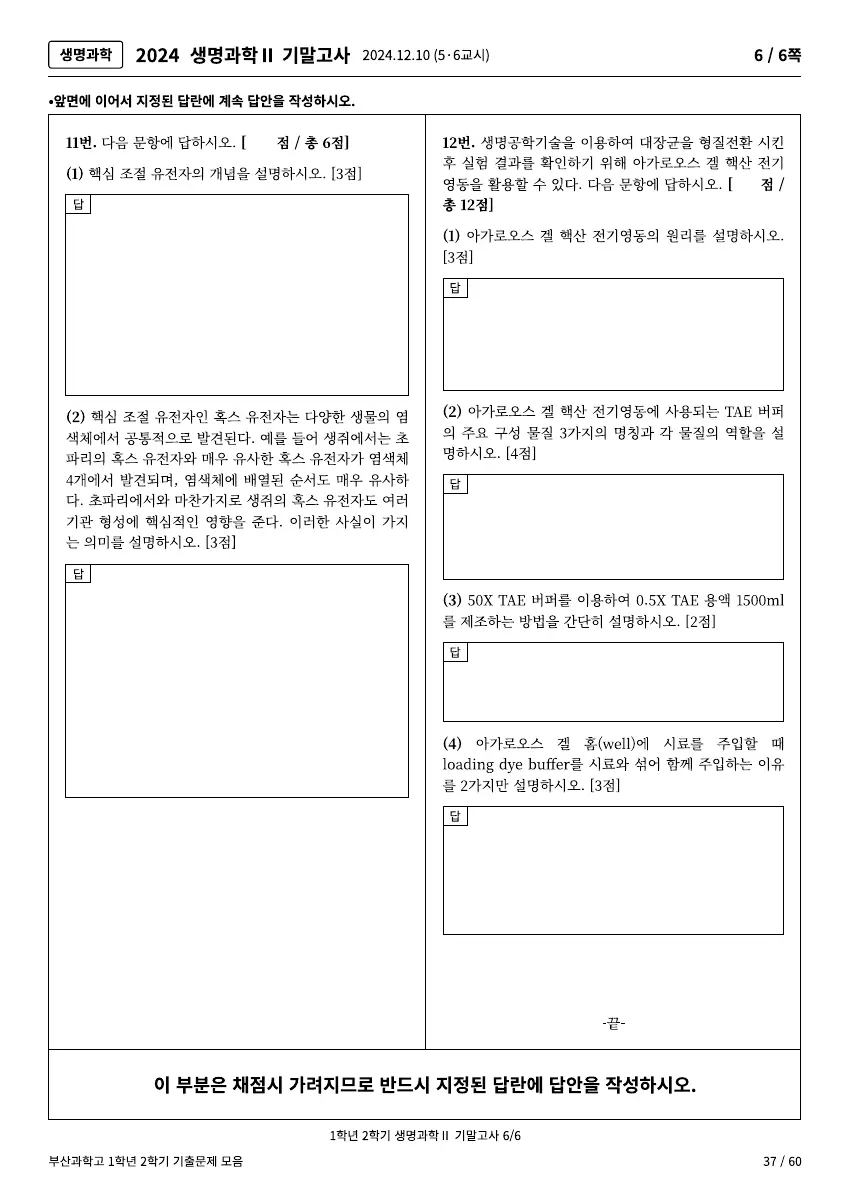 생명과학
2024 생명과학Ⅱ 기말고사 2024.12.10 (5·6교시)
6 / 6쪽
•앞면에 이어서 지정된 답란에 계속 답안을 작성하시오.
11번. 다음 문항에 답하시오. [ 점 / 총 6점]
(1) 핵심 조절 유전자의 개념을 설명하시오. [3점]
답
(2) 핵심 조절 유전자인 혹스 유전자는 다양한 생물의 염
색체에서 공통적으로 발견된다. 예를 들어 생쥐에서는 초
파리의 혹스 유전자와 매우 유사한 혹스 유전자가 염색체
4개에서 발견되며, 염색체에 배열된 순서도 매우 유사하
다. 초파리에서와 마찬가지로 생쥐의 혹스 유전자도 여러
기관 형성에 핵심적인 영향을 준다. 이러한 사실이 가지
는 의미를 설명하시오. [3점]
답
12번. 생명공학기술을 이용하여 대장균을 형질전환 시킨
후 실험 결과를 확인하기 위해 아가로오스 겔 핵산 전기
영동을 활용할 수 있다. 다음 문항에 답하시오. [ 점 /
총 12점]
(1) 아가로오스 겔 핵산 전기영동의 원리를 설명하시오.
[3점]
답
(2) 아가로오스 겔 핵산 전기영동에 사용되는 TAE 버퍼
의 주요 구성 물질 3가지의 명칭과 각 물질의 역할을 설
명하시오. [4점]
답
(3) 50X TAE 버퍼를 이용하여 0.5X TAE 용액 1500ml
를 제조하는 방법을 간단히 설명하시오. [2점]
답
(4) 아가로오스 겔 홈(well)에 시료를 주입할 때
loading dye buffer를 시료와 섞어 함께 주입하는 이유
를 2가지만 설명하시오. [3점]
답
-끝-
이 부분은 채점시 가려지므로 반드시 지정된 답란에 답안을 작성하시오.
1학년 2학기 생명과학Ⅱ 기말고사 6/6
부산과학고 1학년 2학기 기출문제 모음
37 / 60